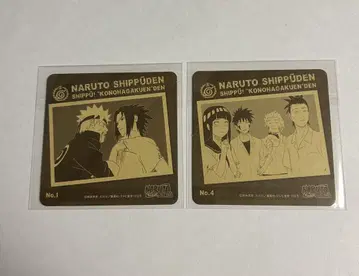 NARUTO SHIPPŪDEN
SHIPPŪ! "KONOHAGAKUEN" DEN
No.1
NARUTO SHIPPŪDEN
SHIPPŪ! "KONOHAGAKUEN" DEN
No.4